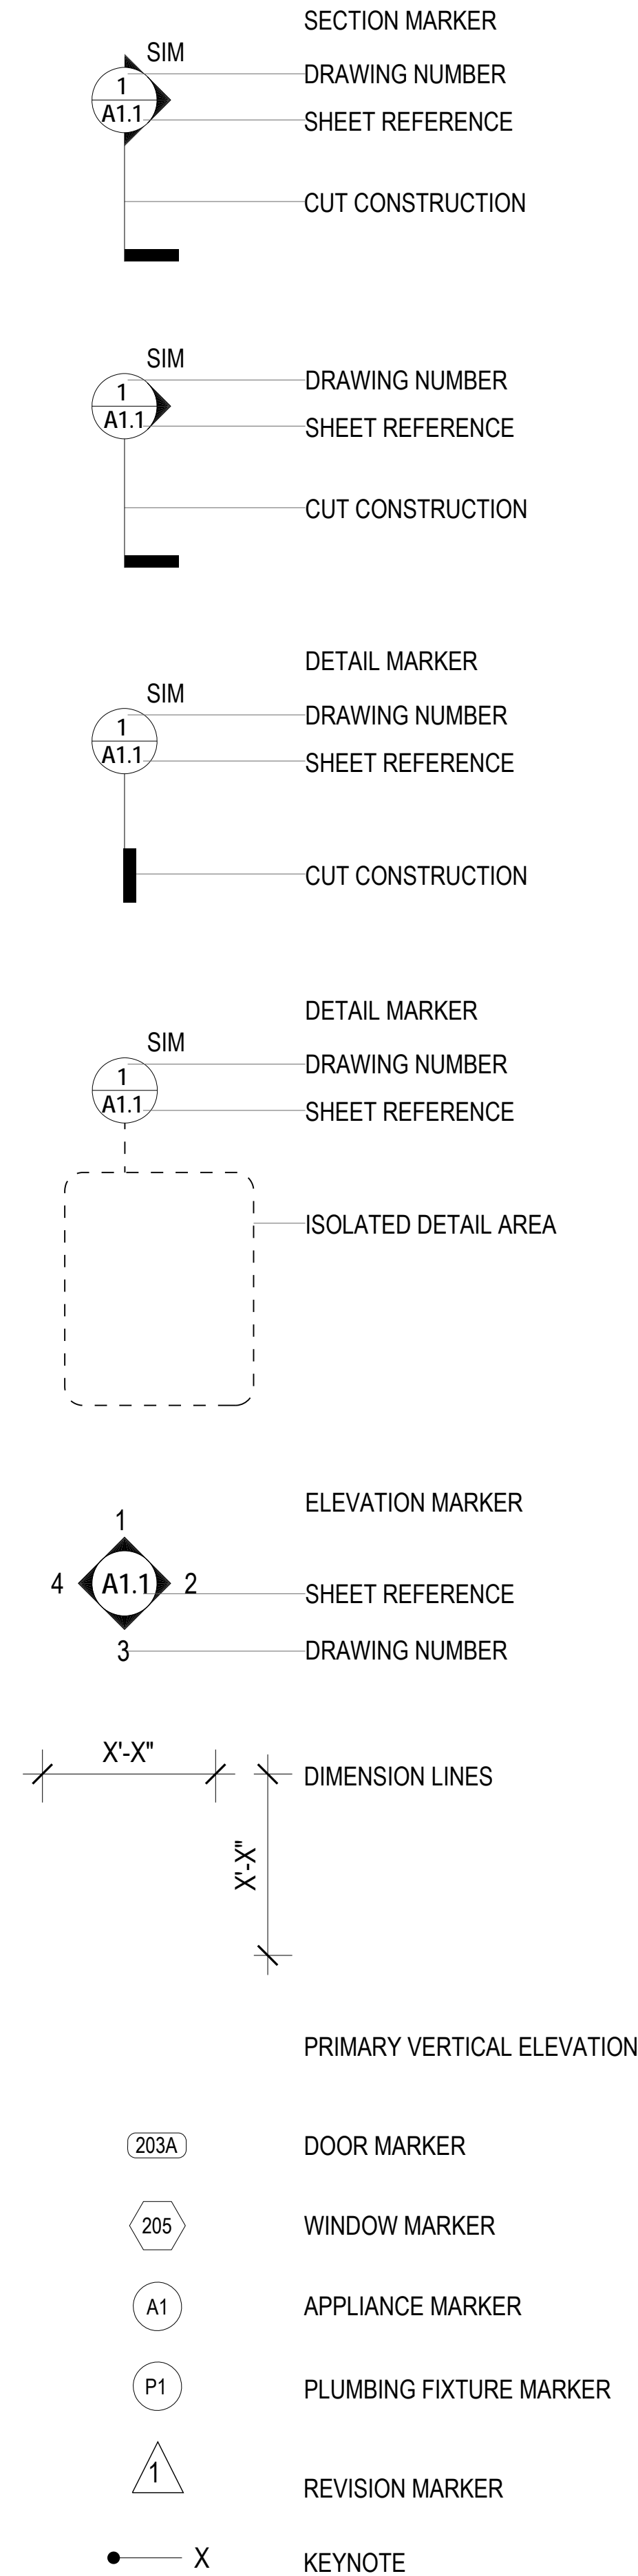 SECTION MARKER
SIM
1
DRAWING NUMBER
A1.1
SHEET REFERENCE
CUT CONSTRUCTION
SIM
1
DRAWING NUMBER
A1.1
SHEET REFERENCE
CUT CONSTRUCTION
DETAIL MARKER
SIM
1
DRAWING NUMBER
A1.1
SHEET REFERENCE
CUT CONSTRUCTION
DETAIL MARKER
SIM
1
DRAWING NUMBER
A1.1
SHEET REFERENCE
ISOLATED DETAIL AREA
ELEVATION MARKER
1
4
A1.1
2
SHEET REFERENCE
3
DRAWING NUMBER
X'-X"
DIMENSION LINES
X'-X"
PRIMARY VERTICAL ELEVATION
203A
DOOR MARKER
205
WINDOW MARKER
A1
APPLIANCE MARKER
P1
PLUMBING FIXTURE MARKER
1
REVISION MARKER
X
KEYNOTE